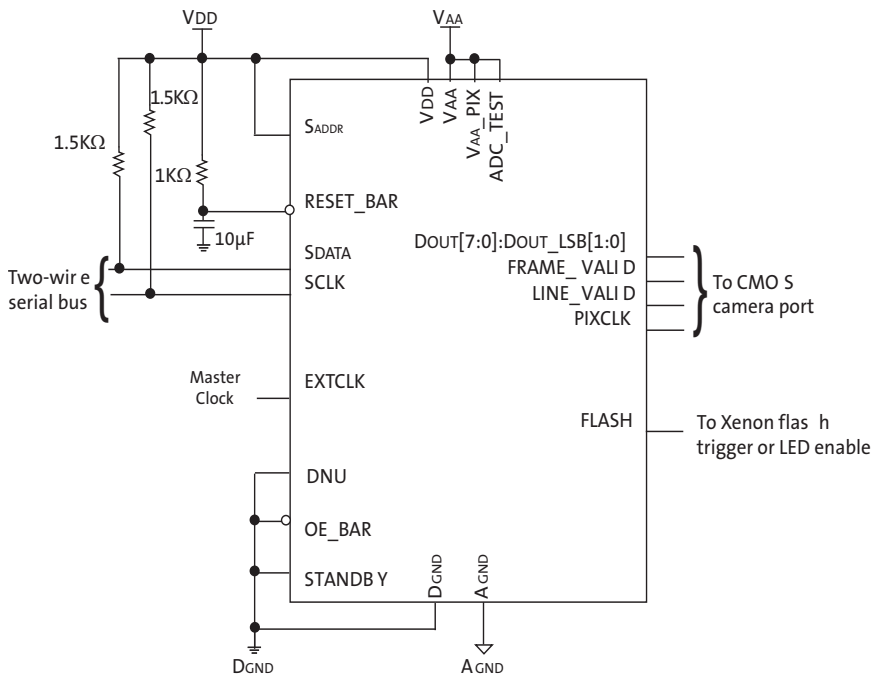 VDD
VAA
1.5KΩ
1.5KΩ
1KΩ
10µF
VDD
VAA
VAA_PIX
ADC_TEST
SADDR
RESET_BAR
SDATA
SCLK
Two-wir e
serial bus
DOUT[7:0]:DOUT_LSB[1:0]
FRAME_ VALI D
LINE_VALI D
PIXCLK
To CMO S
camera port
Master
Clock
EXTCLK
FLASH
To Xenon flas h
trigger or LED enable
DNU
OE_BAR
STANDB Y
DGND
A GND
DGND
A GND